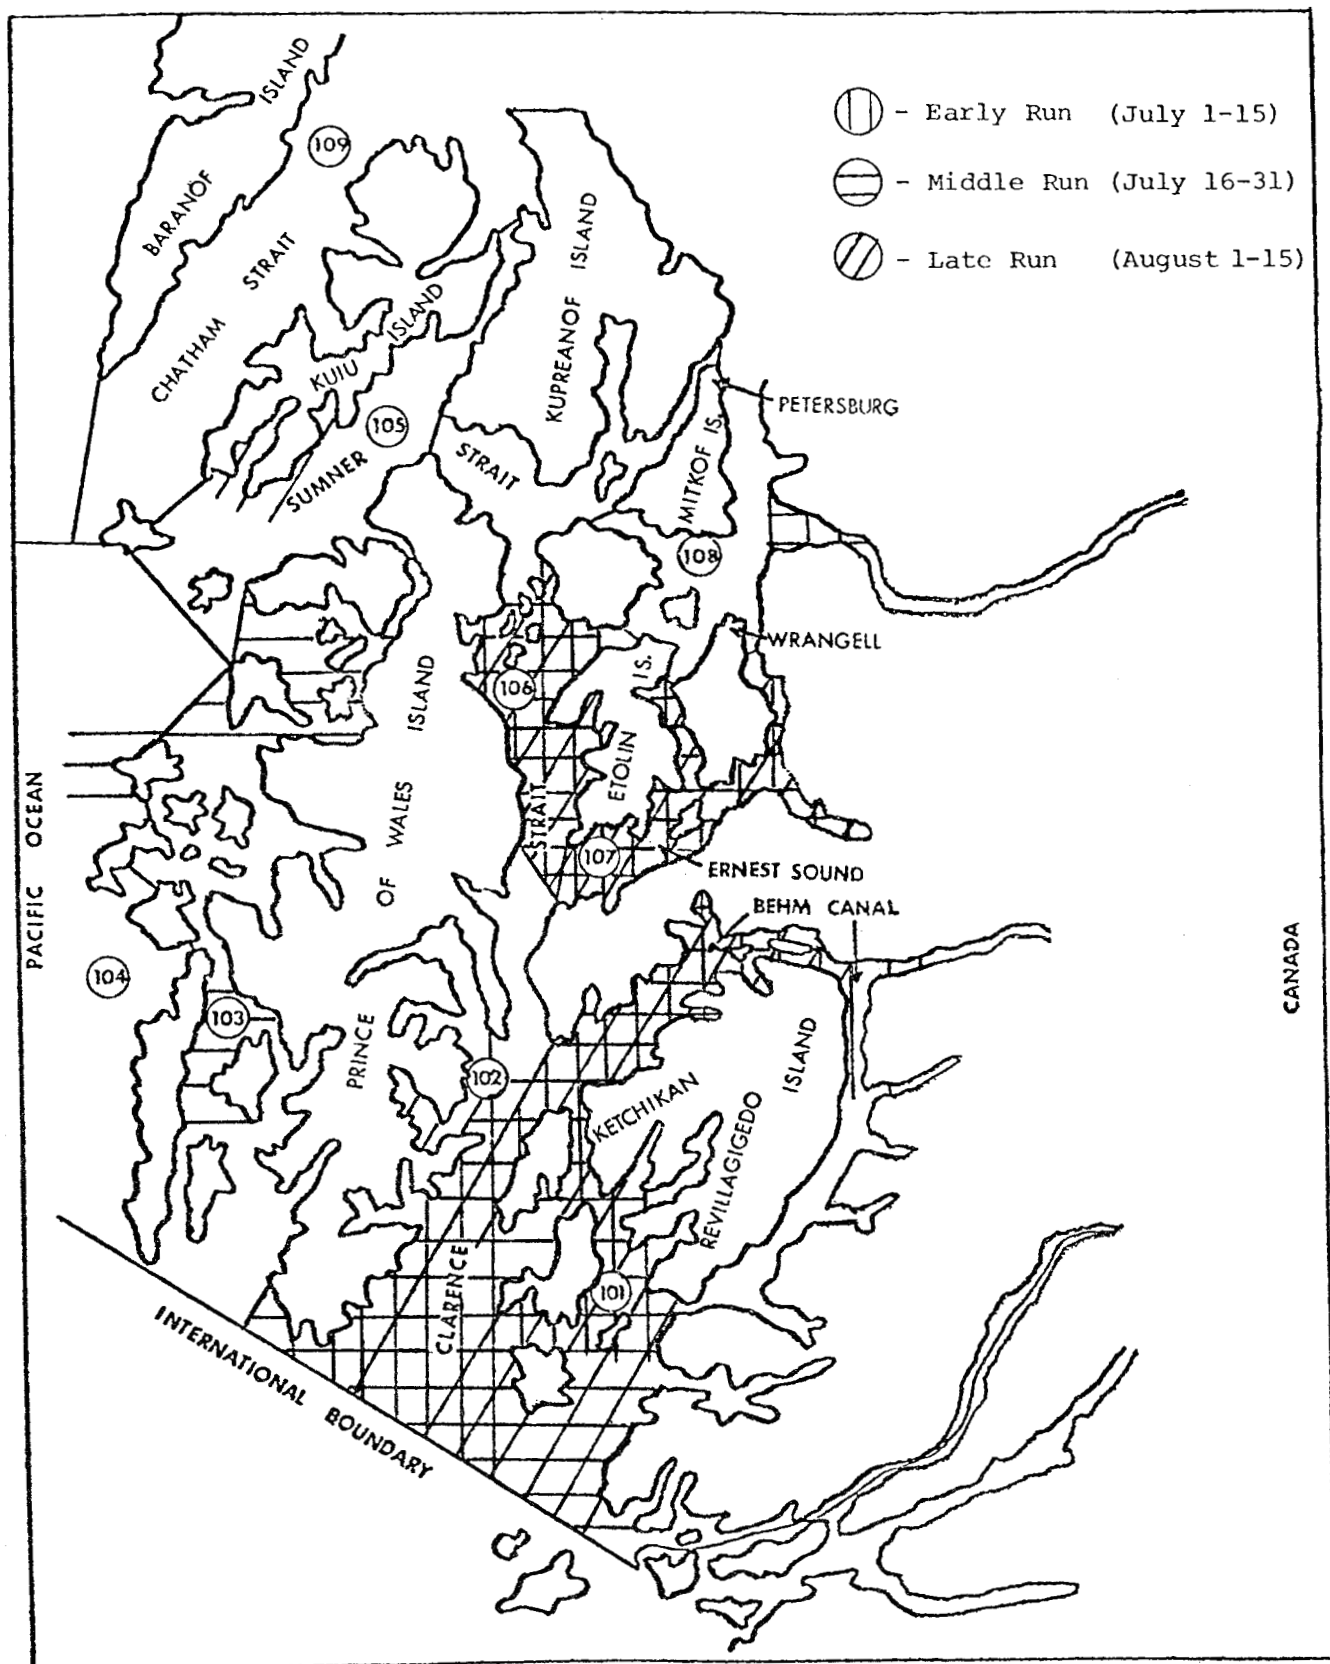 BARANOF
ISLAND
109
CHATHAM
STRAIT
KUIU
ISLAND
105
SUMNER
STRAIT
KUPREANOF
ISLAND
- Early Run (July 1-15)
- Middle Run (July 16-31)
- Late Run (August 1-15)
PETERSBURG
MITKOF IS.
108
WRANGELL
106
ETOLIN
IS.
STRAIT
107
ERNEST SOUND
BEHM CANAL
PACIFIC OCEAN
PRINCE
OF WALES
ISLAND
104
103
102
KETCHIKAN
REVILLAGIGEDO
ISLAND
101
CLARENCE
CANADA
INTERNATIONAL BOUNDARY